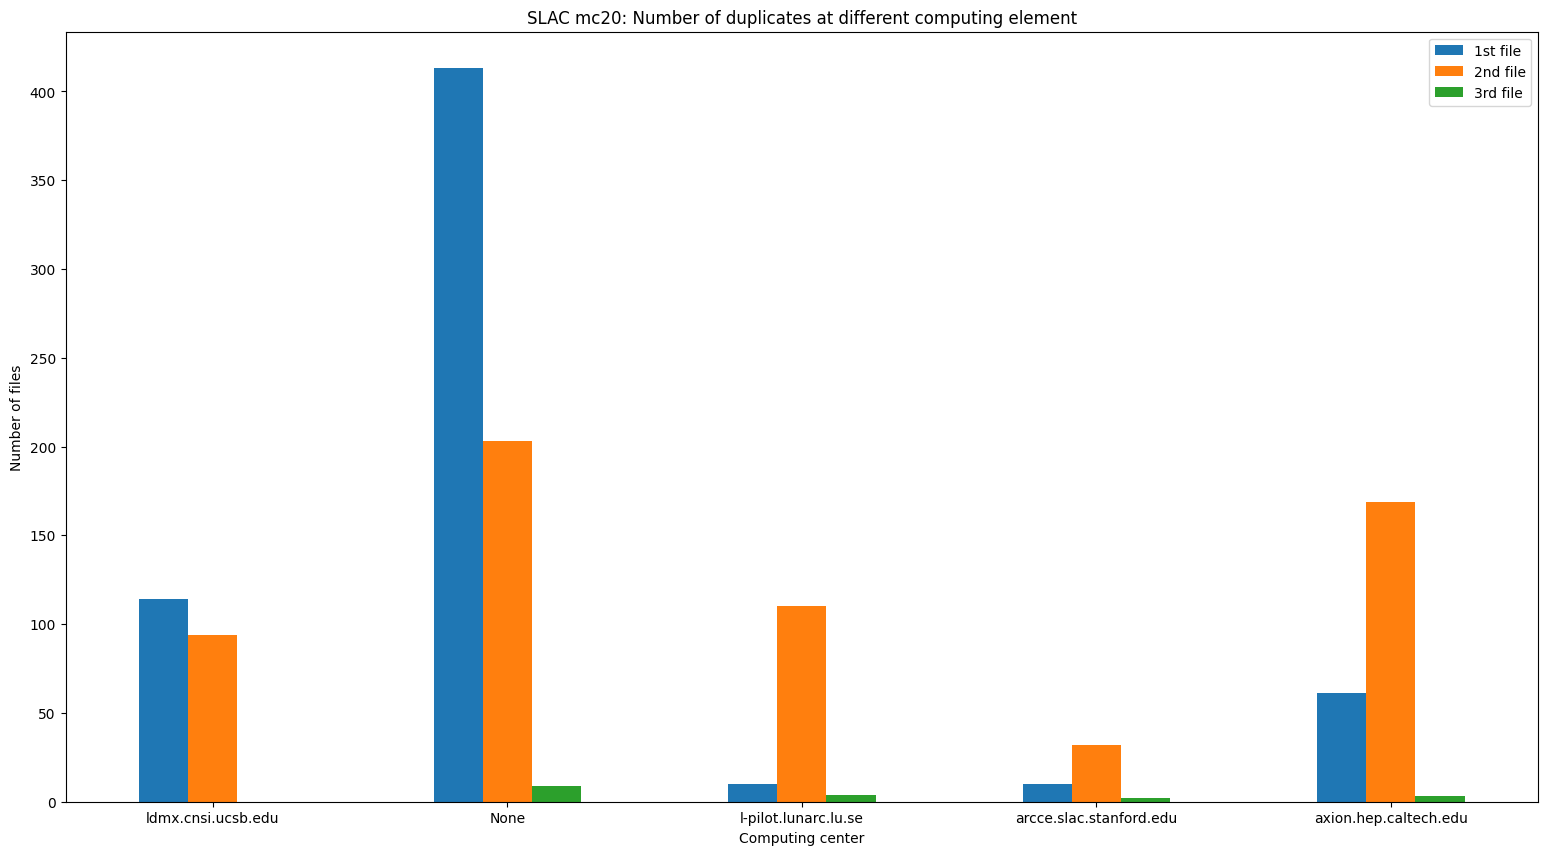 SLAC mc20: Number of duplicates at different computing element
1st file
2nd file
3rd file
400
350
300
250
200
150
100
50
0
Number of files
ldmx.cnsi.ucsb.edu
None
l-pilot.lunarc.lu.se
arcce.slac.stanford.edu
axion.hep.caltech.edu
Computing center